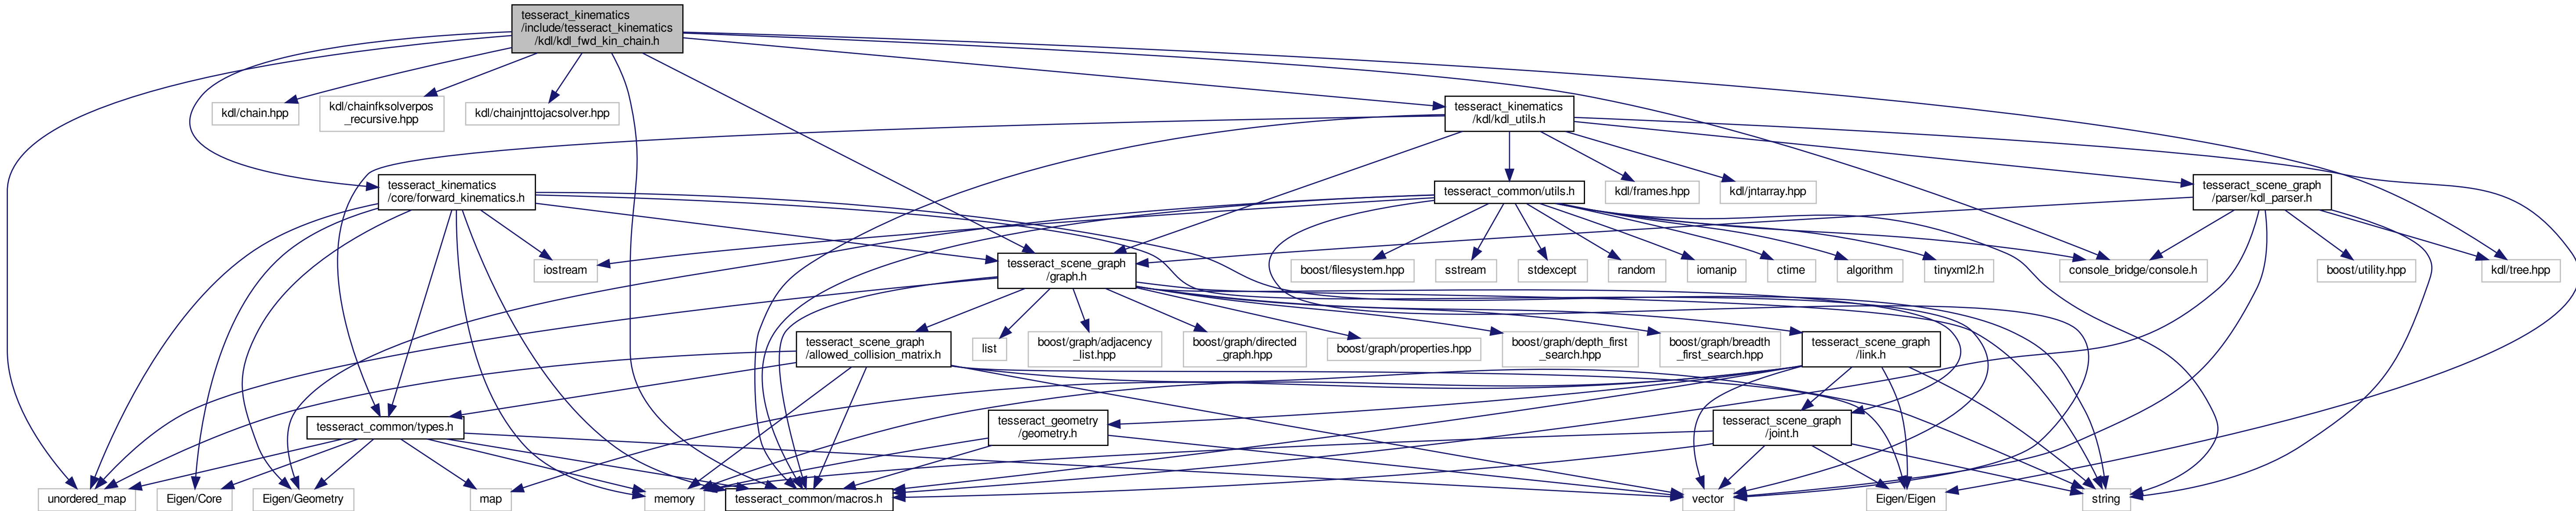 tesseract_kinematics
/include/tesseract_kinematics
/kdl/kdl_fwd_kin_chain.h
kdl/chain.hpp
kdl/chainfksolverpos
_recursive.hpp
kdl/chainjnttojacsolver.hpp
tesseract_kinematics
/kdl/kdl_utils.h
tesseract_kinematics
/core/forward_kinematics.h
tesseract_common/utils.h
kdl/frames.hpp
kdl/jntarray.hpp
tesseract_scene_graph
/parser/kdl_parser.h
iostream
tesseract_scene_graph
/graph.h
boost/filesystem.hpp
sstream
stdexcept
random
iomanip
ctime
algorithm
tinyxml2.h
console_bridge/console.h
boost/utility.hpp
kdl/tree.hpp
tesseract_scene_graph
/allowed_collision_matrix.h
list
boost/graph/adjacency
_list.hpp
boost/graph/directed
_graph.hpp
boost/graph/properties.hpp
boost/graph/depth_first
_search.hpp
boost/graph/breadth
_first_search.hpp
tesseract_scene_graph
/link.h
tesseract_common/types.h
tesseract_geometry
/geometry.h
tesseract_scene_graph
/joint.h
unordered_map
Eigen/Core
Eigen/Geometry
map
memory
tesseract_common/macros.h
vector
Eigen/Eigen
string